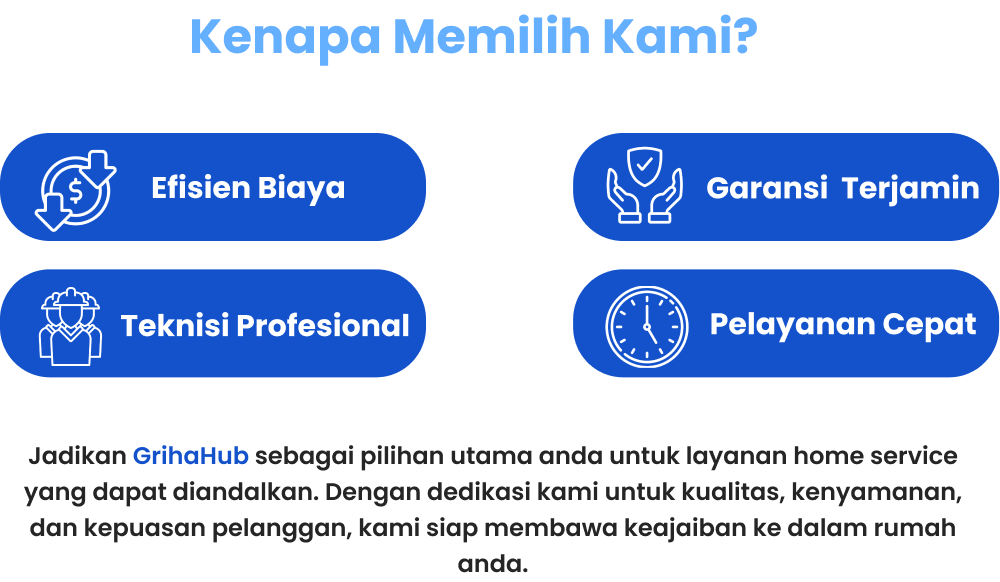 Kenapa Memilih Kami?
Efisien Biaya
Garansi Terjamin
Teknisi Profesional
Pelayanan Cepat
Jadikan GrihaHub sebagai pilihan utama anda untuk layanan home service
yang dapat diandalkan. Dengan dedikasi kami untuk kualitas, kenyamanan,
dan kepuasan pelanggan, kami siap membawa keajaiban ke dalam rumah
anda.